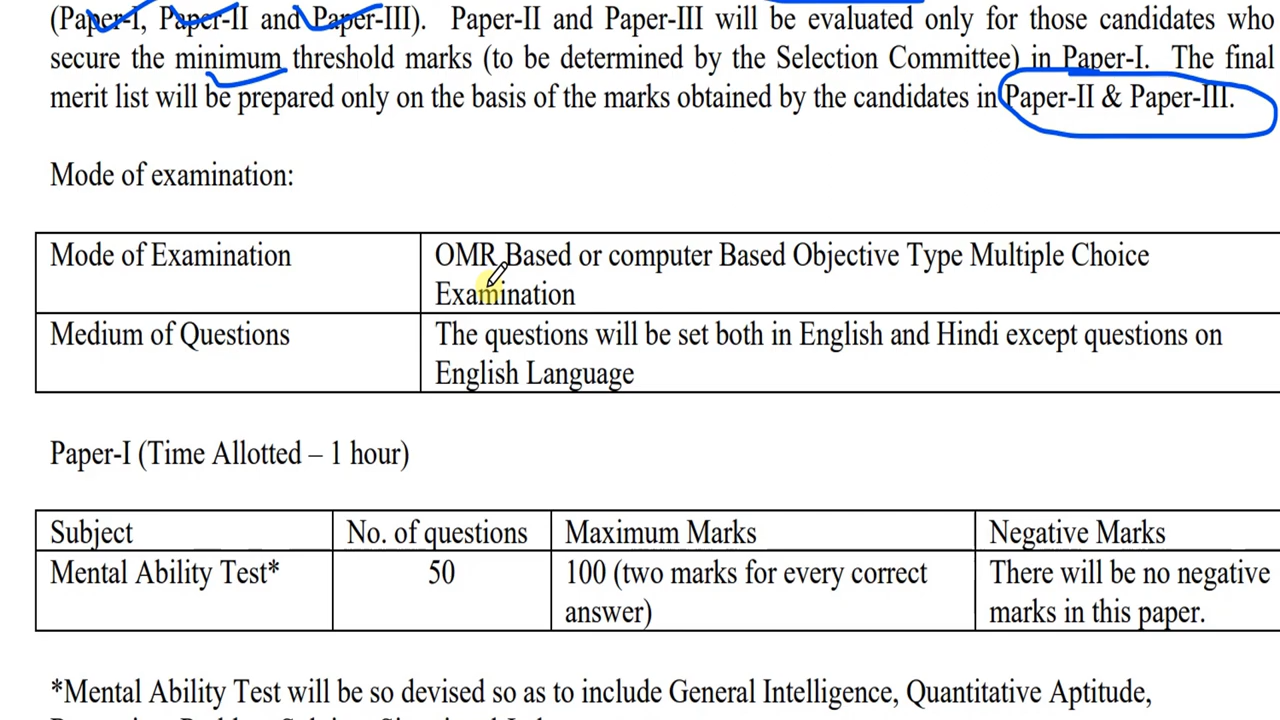 (Paper-I, Paper-II and Paper-III). Paper-II and Paper-III will be evaluated only for those candidates who
secure the minimum threshold marks (to be determined by the Selection Committee) in Paper-I. The final
merit list will be prepared only on the basis of the marks obtained by the candidates in Paper-II & Paper-III.
Mode of examination:
Mode of Examination
OMR Based or computer Based Objective Type Multiple Choice
Examination
Medium of Questions
The questions will be set both in English and Hindi except questions on
English Language
Paper-I (Time Allotted – 1 hour)
Subject No. of questions Maximum Marks Negative Marks
Mental Ability Test* 50 100 (two marks for every correct There will be no negative
answer) marks in this paper.
*Mental Ability Test will be so devised so as to include General Intelligence, Quantitative Aptitude,